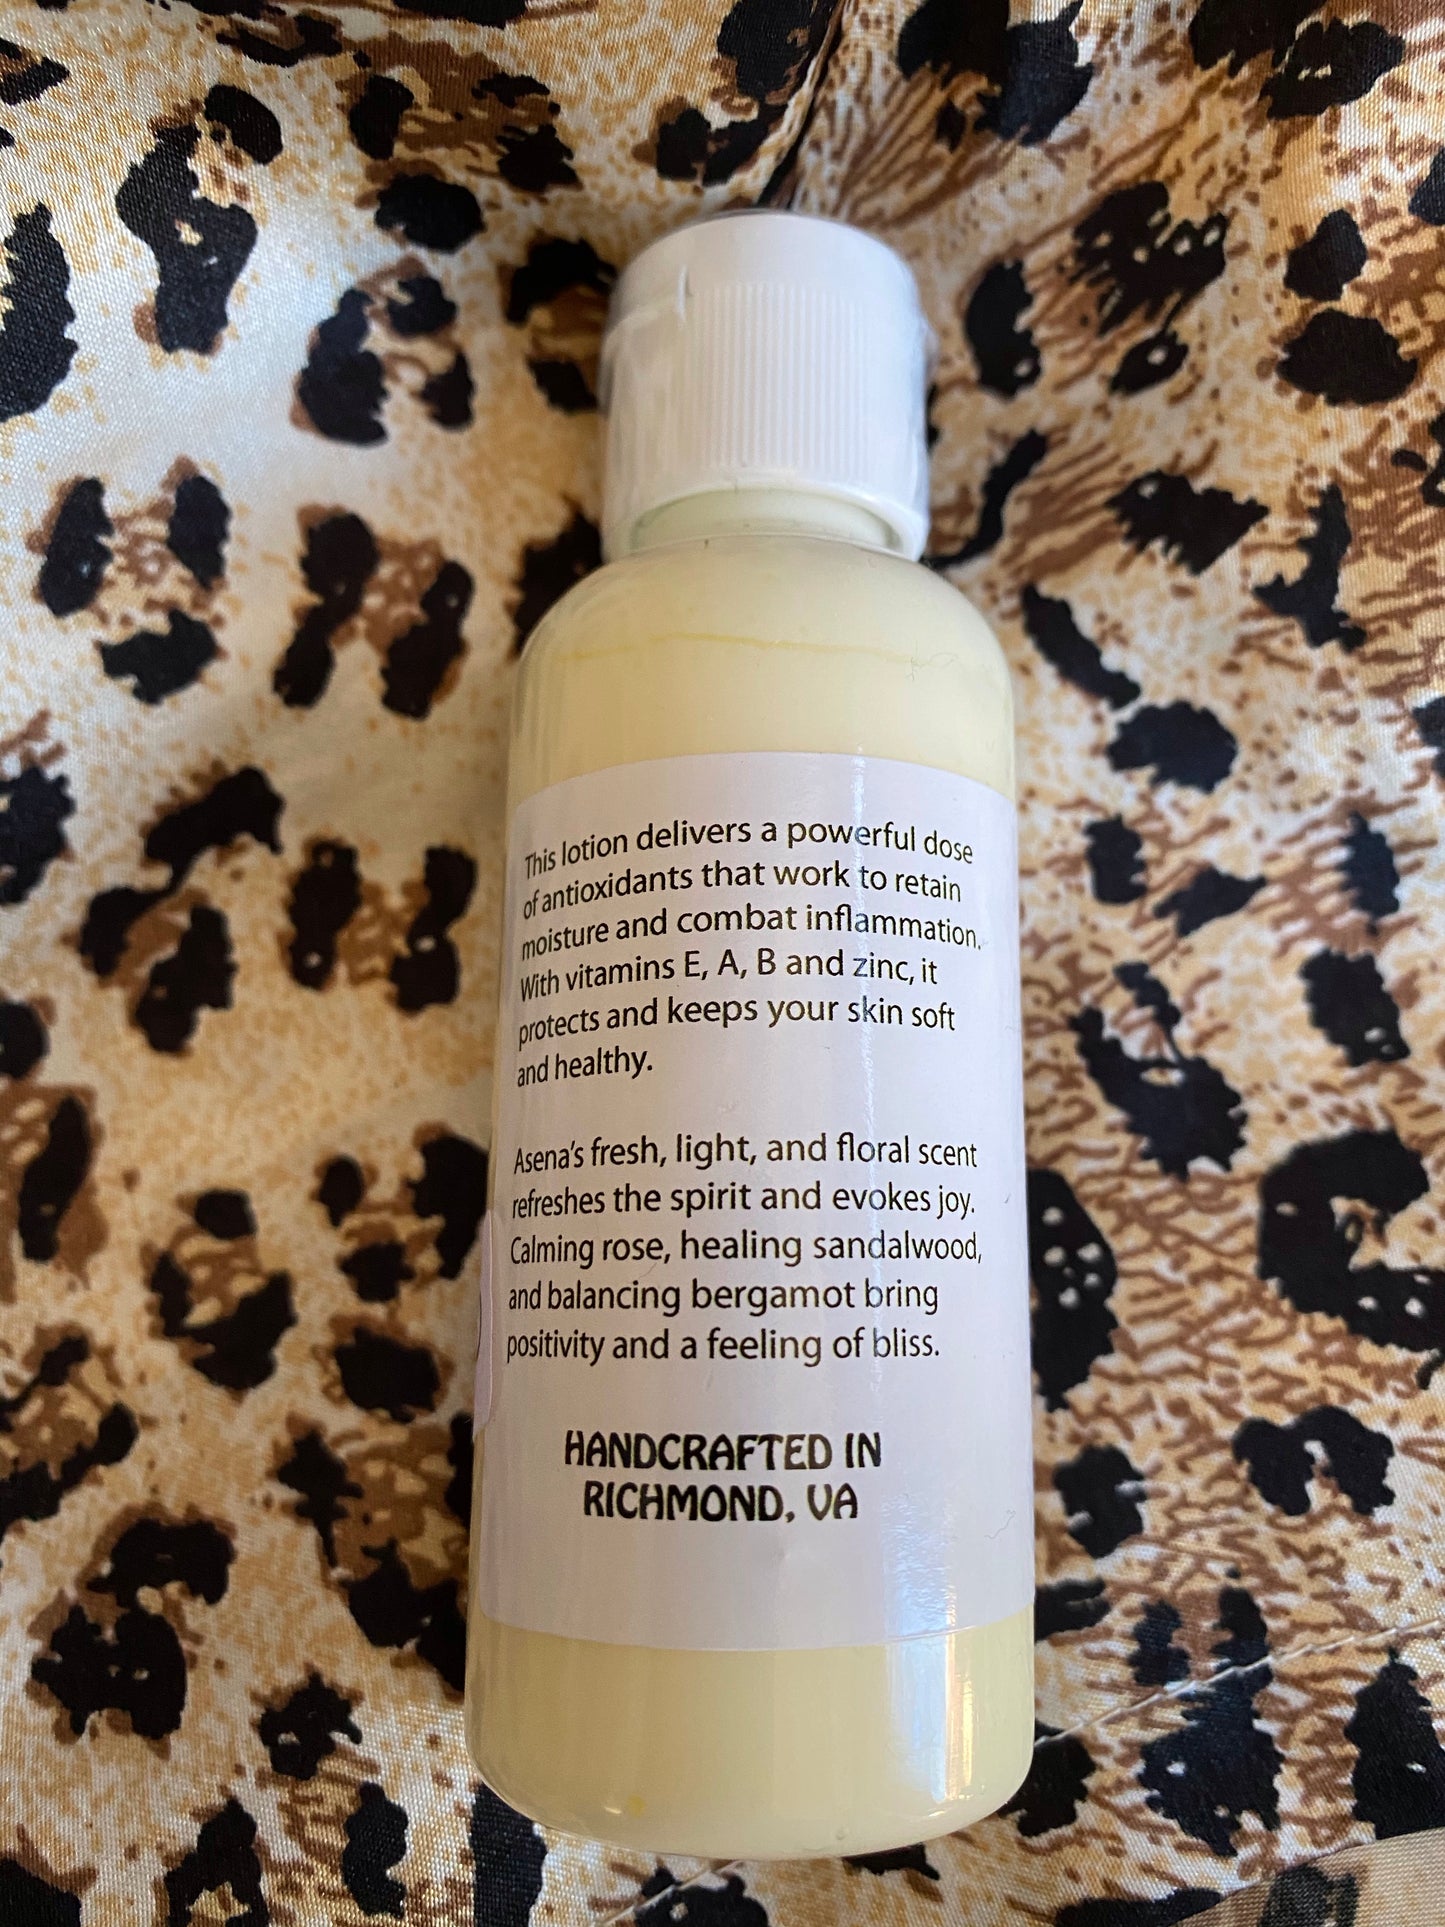 This lotion delivers a powerful dose
of antioxidants that work to retain
moisture and combat inflammation.
With vitamins E, A, B and zinc, it
protects and keeps your skin soft
and healthy.
Asena's fresh, light, and floral scent
refreshes the spirit and evokes joy.
Calming rose, healing sandalwood,
and balancing bergamot bring
positivity and a feeling of bliss.
HANDCRAFTED IN
RICHMOND, VA